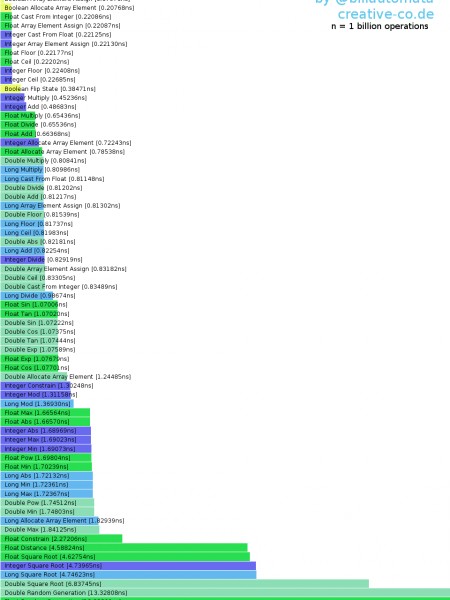 by @billautomata
creative-co.de
n = 1 billion operations
Boolean Allocate Array Element [0.20768ns]
Float Cast From Integer [0.22086ns]
Float Array Element Assign [0.22087ns]
Integer Cast From Float [0.22125ns]
Integer Array Element Assign [0.22130ns]
Float Floor [0.22177ns]
Float Ceil [0.22202ns]
Integer Floor [0.22408ns]
Integer Ceil [0.22685ns]
Boolean Flip State [0.38471ns]
Integer Multiply [0.45236ns]
Integer Add [0.48683ns]
Float Multiply [0.65436ns]
Float Divide [0.65536ns]
Float Add [0.66368ns]
Integer Allocate Array Element [0.72243ns]
Float Allocate Array Element [0.78538ns]
Double Multiply [0.80841ns]
Long Multiply [0.80986ns]
Long Cast From Float [0.81148ns]
Double Divide [0.81202ns]
Double Add [0.81217ns]
Long Array Element Assign [0.81302ns]
Double Floor [0.81539ns]
Long Floor [0.81737ns]
Long Ceil [0.81983ns]
Double Abs [0.82181ns]
Long Add [0.82254ns]
Integer Divide [0.82919ns]
Double Array Element Assign [0.83182ns]
Double Ceil [0.83305ns]
Double Cast From Integer [0.83489ns]
Long Divide [0.98674ns]
Float Sin [1.07006ns]
Float Tan [1.07020ns]
Double Sin [1.07222ns]
Double Cos [1.07375ns]
Double Tan [1.07444ns]
Double Exp [1.07589ns]
Float Exp [1.07679ns]
Float Cos [1.07701ns]
Double Allocate Array Element [1.24485ns]
Integer Constrain [1.30248ns]
Integer Mod [1.31158ns]
Long Mod [1.36930ns]
Float Max [1.66564ns]
Float Abs [1.66570ns]
Integer Abs [1.68999ns]
Integer Max [1.69023ns]
Integer Min [1.69073ns]
Float Pow [1.69804ns]
Float Min [1.70239ns]
Long Abs [1.72132ns]
Long Min [1.72361ns]
Long Max [1.72367ns]
Double Pow [1.74512ns]
Double Min [1.74803ns]
Long Allocate Array Element [1.82939ns]
Double Max [1.84125ns]
Float Constrain [2.27206ns]
Float Distance [4.58824ns]
Float Square Root [4.62754ns]
Integer Square Root [4.73965ns]
Long Square Root [4.74623ns]
Double Square Root [6.83745ns]
Double Random Generation [13.32808ns]